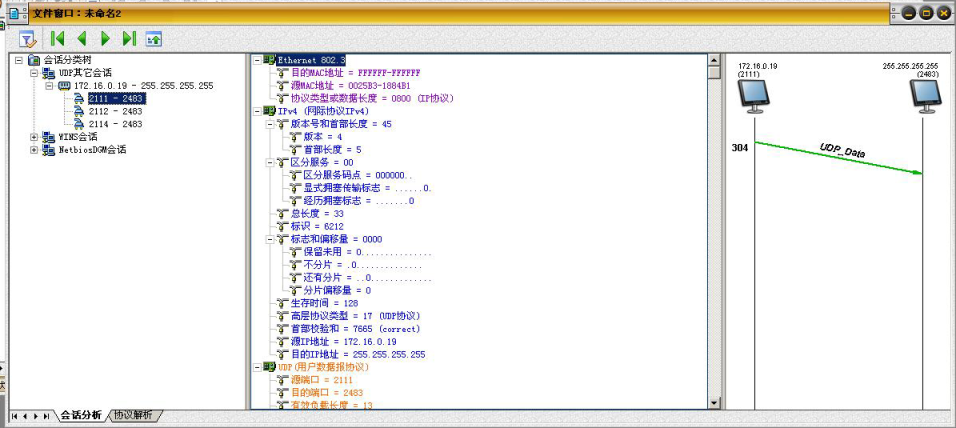 文件窗口：未命名2
会话分类树
UDP其它会话
172.16.0.19 - 255.255.255.255
2111 - 2483
2112 - 2483
2114 - 2483
WINS会话
NetbiosDGM会话
Ethernet 802.3
目的MAC地址 = FFFFFF-FFFFFF
源MAC地址 = 0025B3-1884B1
协议类型或数据长度 = 0800 (IP协议)
IPv4 (网际协议IPv4)
版本号和首部长度 = 45
版本 = 4
首部长度 = 5
区分服务 = 00
区分服务码点 = 000000..
显式拥塞传输标志 = ......0.
经历拥塞标志 = .......0
总长度 = 33
标识 = 6212
标志和偏移量 = 0000
保留未用 = 0..............
不分片 = .0..............
还有分片 = ..0.............
分片偏移量 = 0
生存时间 = 128
高层协议类型 = 17 (UDP协议)
首部校验和 = 7665 (correct)
源IP地址 = 172.16.0.19
目的IP地址 = 255.255.255.255
UDP(用户数据报协议)
源端口 = 2111
目的端口 = 2483
有效负载长度 = 13
172.16.0.19
(2111)
255.255.255.255
(2483)
304
UDP_Data
会话分析
协议解析